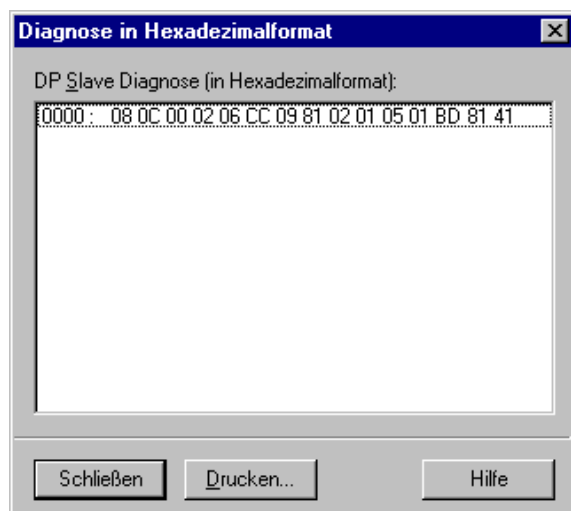 Diagnose in Hexadezimalformat
DP Slave Diagnose (in Hexadezimalformat):
0000 : 08 0C 00 02 06 CC 09 81 02 01 05 01 BD 81 41
Schließen Drucken... Hilfe